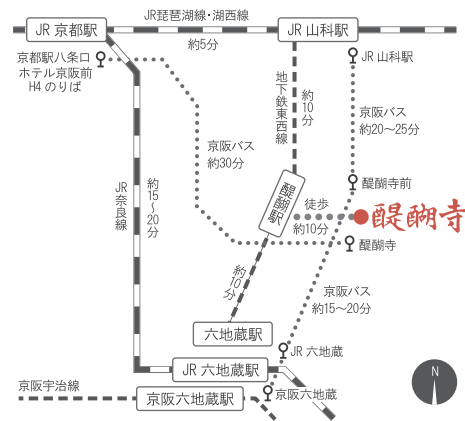 JR琵琶湖線・湖西線
JR 京都駅
JR 山科駅
約5分
京都駅八条口
ホテル京阪前
H4 のりば
JR 山科駅
地下鉄東西線
約10分
京阪バス
約20〜25分
京阪バス
約30分
JR奈良線
約15〜20分
醍醐駅
醍醐寺前
徒歩
約10分
醍醐寺
醍醐寺
約10分
京阪バス
約15〜20分
六地蔵駅
JR 六地蔵
JR 六地蔵駅
京阪宇治線
京阪六地蔵駅
京阪六地蔵
N